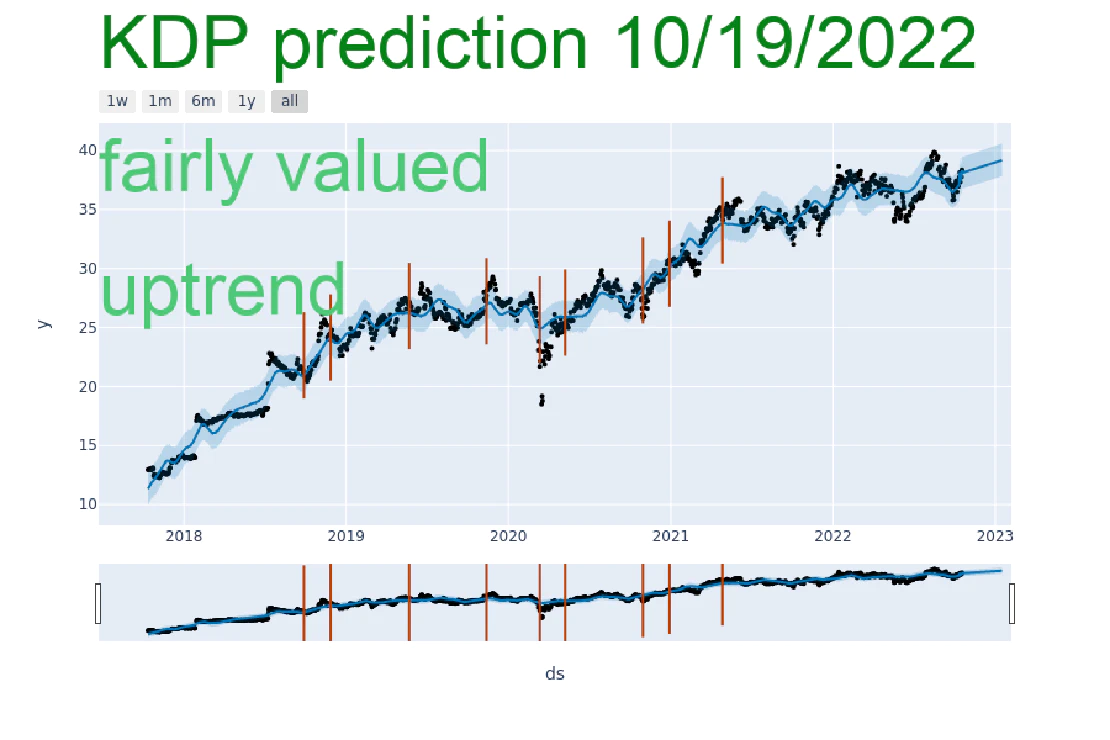 KDP prediction 10/19/2022
1w 1m 6m 1y all
fairly valued
uptrend
40
35
30
25
20
15
10
y
2018 2019 2020 2021 2022 2023
ds